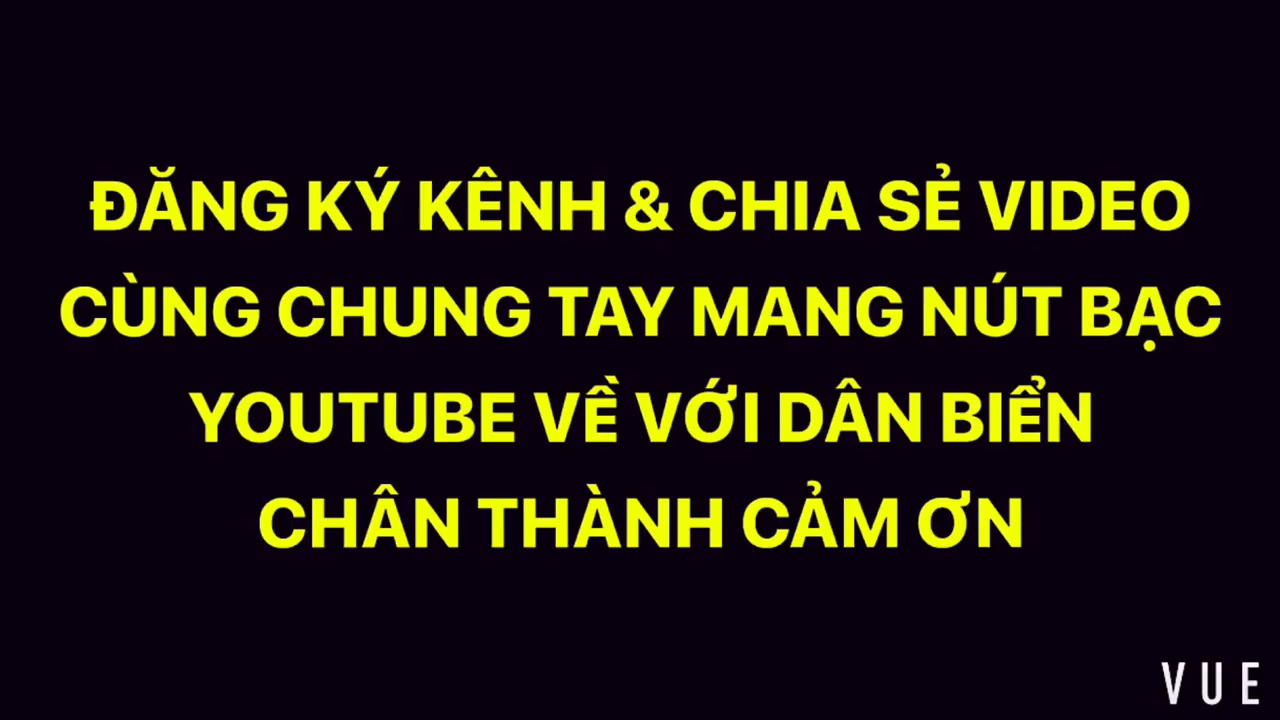 ĐĂNG KÝ KÊNH & CHIA SẺ VIDEO
CÙNG CHUNG TAY MANG NÚT BẠC
YOUTUBE VỀ VỚI DÂN BIỂN
CHÂN THÀNH CẢM ƠN
VUE